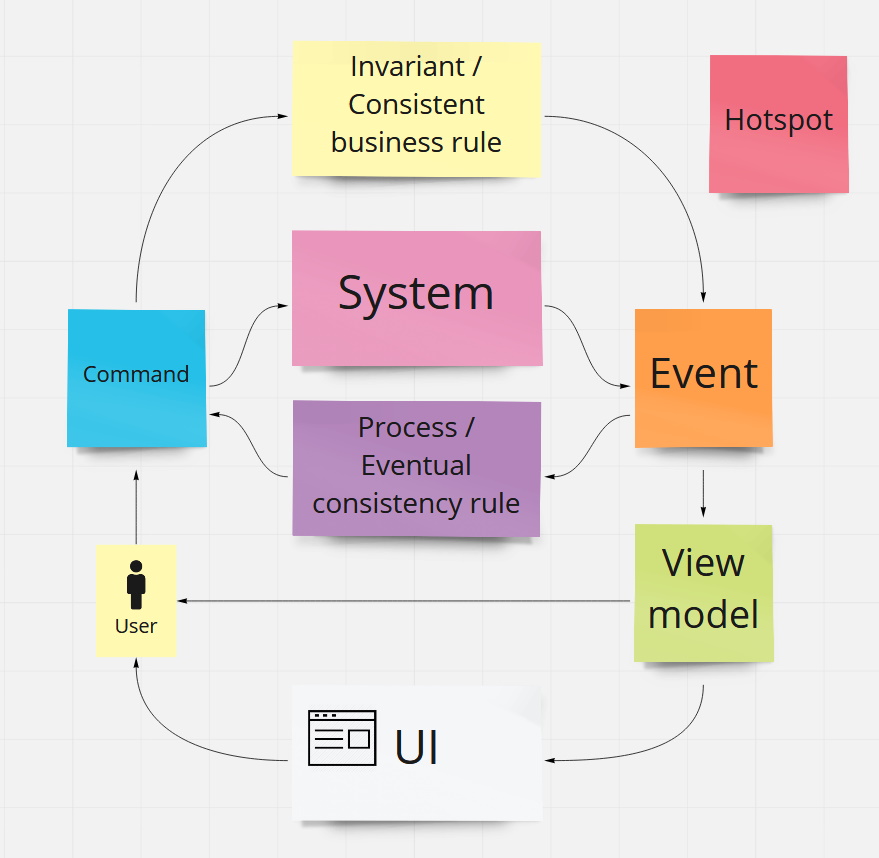 Invariant /
Consistent
business rule
Hotspot
System
Command
Event
Process /
Eventual
consistency rule
View
model
User
UI